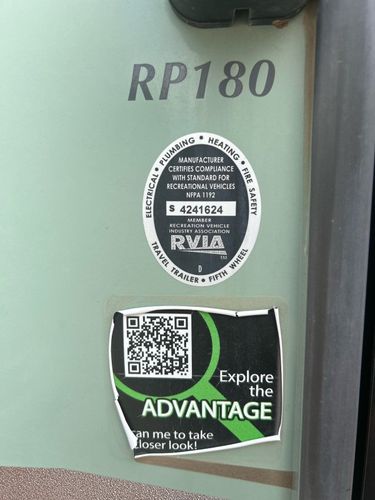 RP180
ELECTRICAL • PLUMBING • HEATING • FIRE SAFETY
MANUFACTURER
CERTIFIES COMPLIANCE
WITH STANDARD FOR
RECREATIONAL VEHICLES
NFPA 1192
S 4241624
MEMBER
RECREATION VEHICLE
INDUSTRY ASSOCIATION
RVIA
D
TRAVEL TRAILER • FIFTH WHEEL
Explore
the
ADVANTAGE
an me to take
closer look!